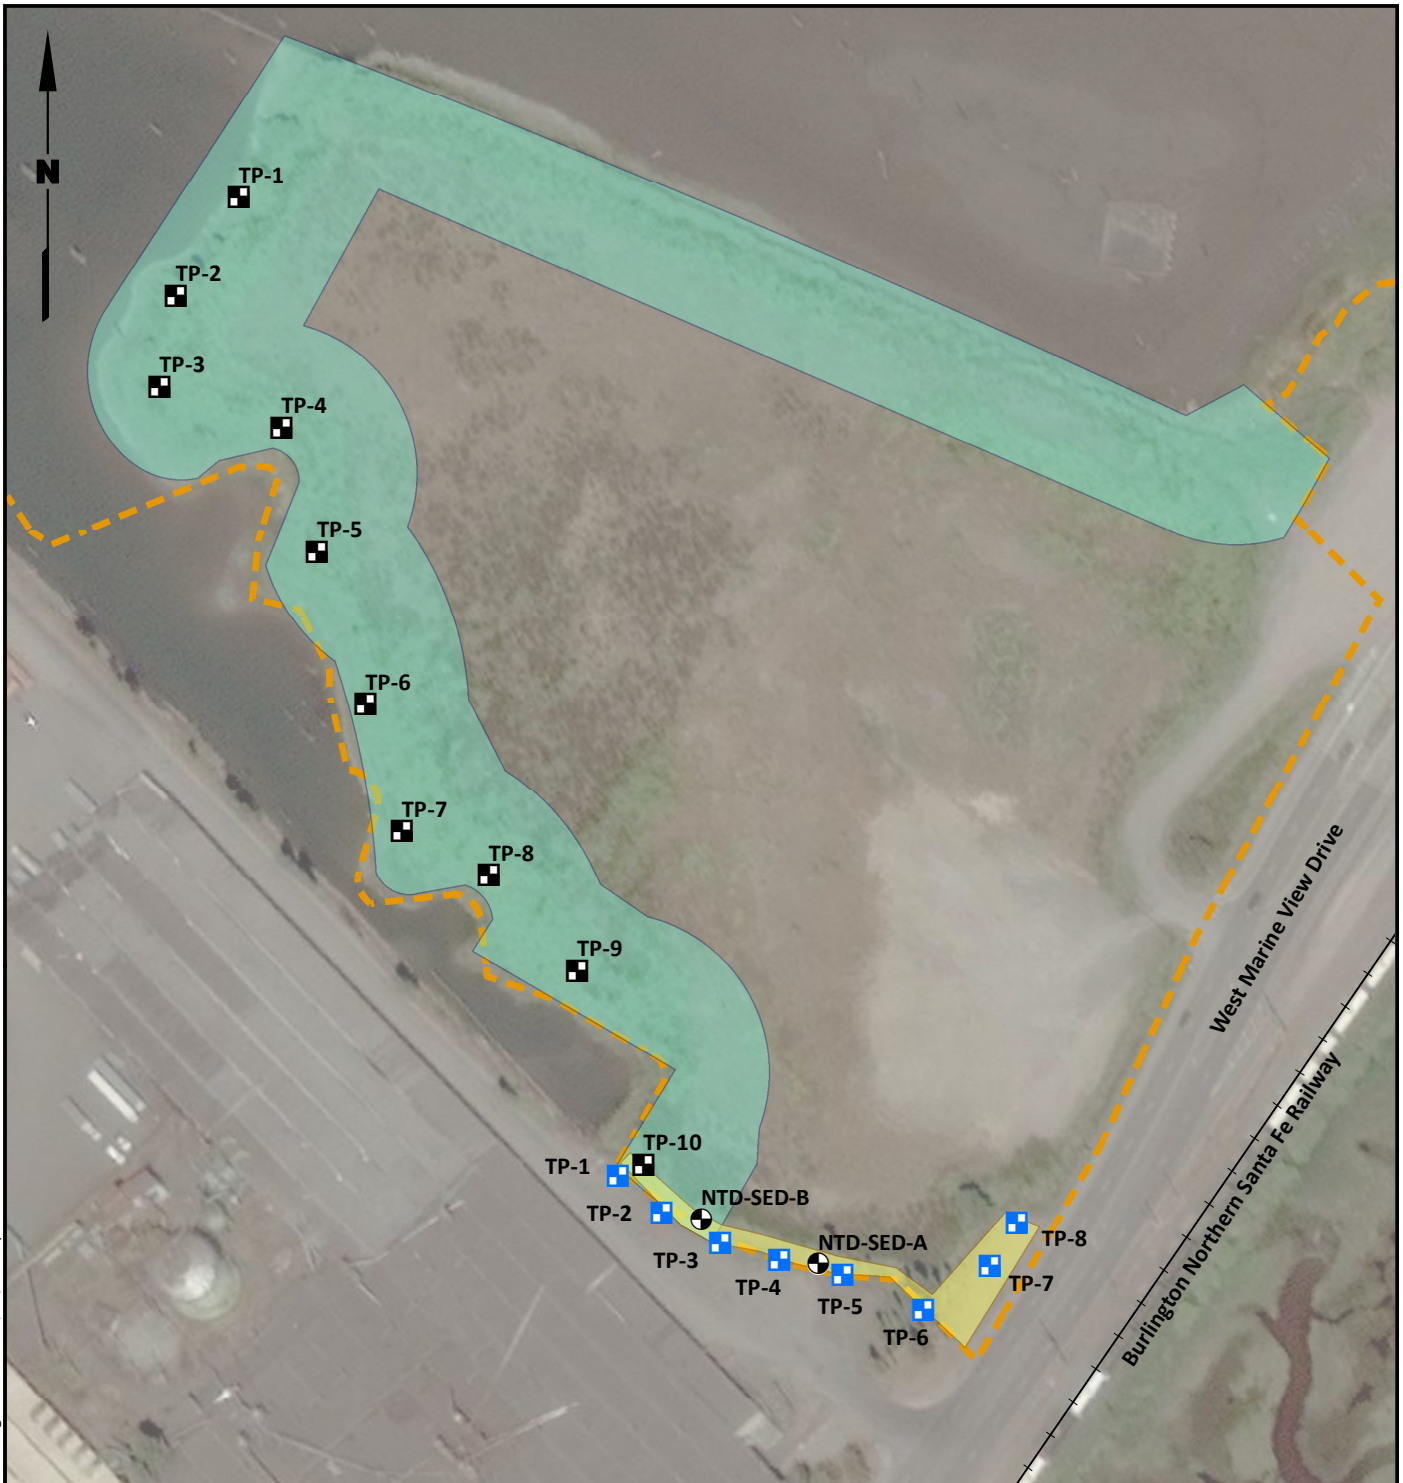 N
TP-1
TP-2
TP-3
TP-4
TP-5
TP-6
TP-7
TP-8
TP-9
TP-10
TP-1
TP-2
NTD-SED-B
TP-3
NTD-SED-A
TP-4
TP-5
TP-6
TP-7
TP-8
West Marine View Drive
Burlington Northern Santa Fe Railway